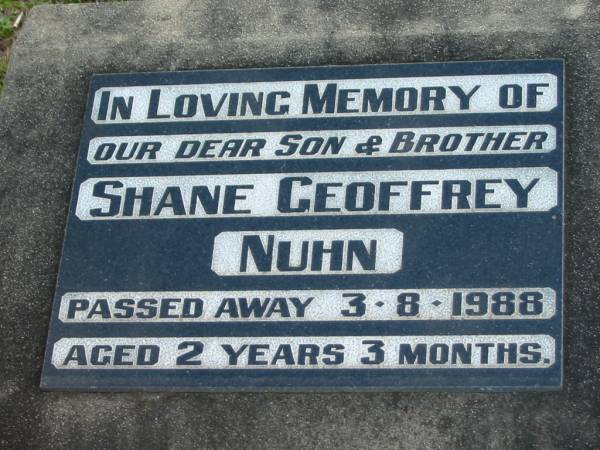 IN LOVING MEMORY OF
OUR DEAR SON & BROTHER
SHANE GEOFFREY
NUHN
PASSED AWAY 3·8·1988
AGED 2 YEARS 3 MONTHS.